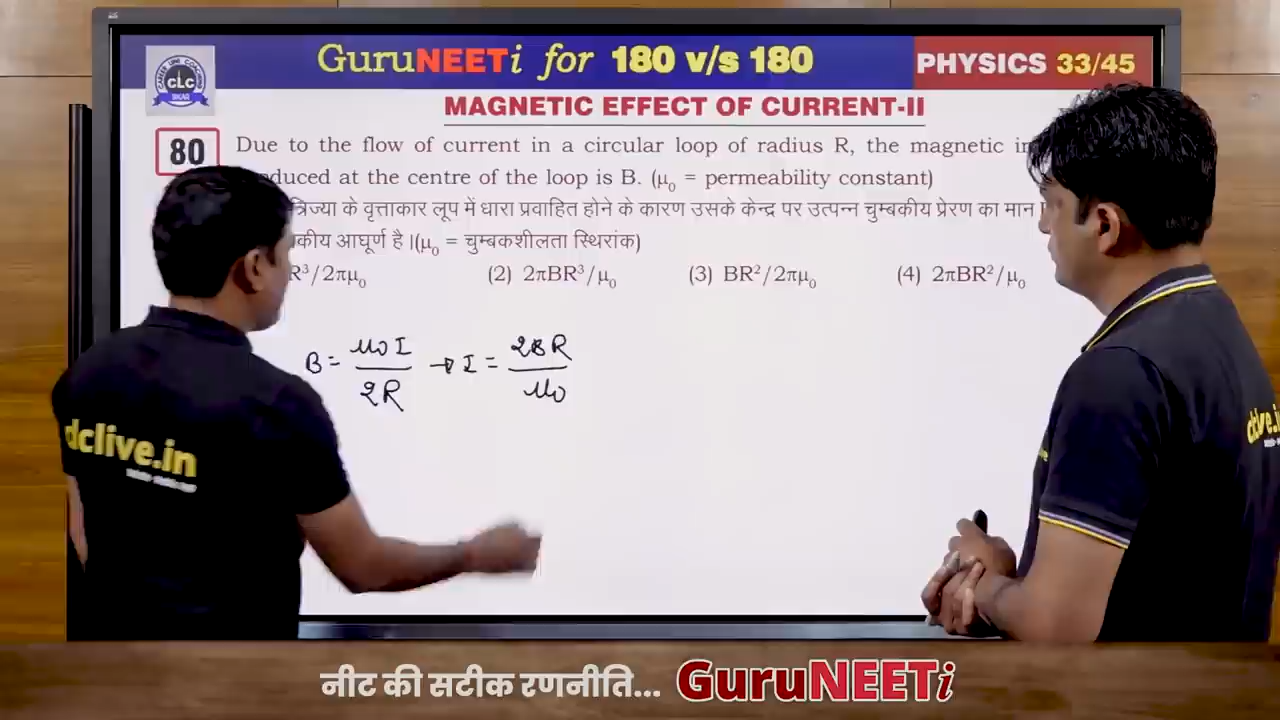 GuruNEETi for 180 v/s 180
PHYSICS 33/45
CLC
SIKAR
MAGNETIC EFFECT OF CURRENT-II
80
Due to the flow of current in a circular loop of radius R, the magnetic
at the centre of the loop is B. (μ₀ = permeability constant)
त्रिज्या के वृत्ताकार लूप में धारा प्रवाहित होने के कारण उसके केन्द्र पर उत्पन्न चुम्बकीय प्रेरण का मान
आघूर्ण है ।(μ₀ = चुम्बकशीलता स्थिरांक)
R³/2πμ₀ (2) 2πBR³/μ₀ (3) BR²/2πμ₀ (4) 2πBR²/μ₀
B = μ₀I / 2R → I = 2BR / μ₀
dclive.in
नीट की सटीक रणनीति... GuruNEETi